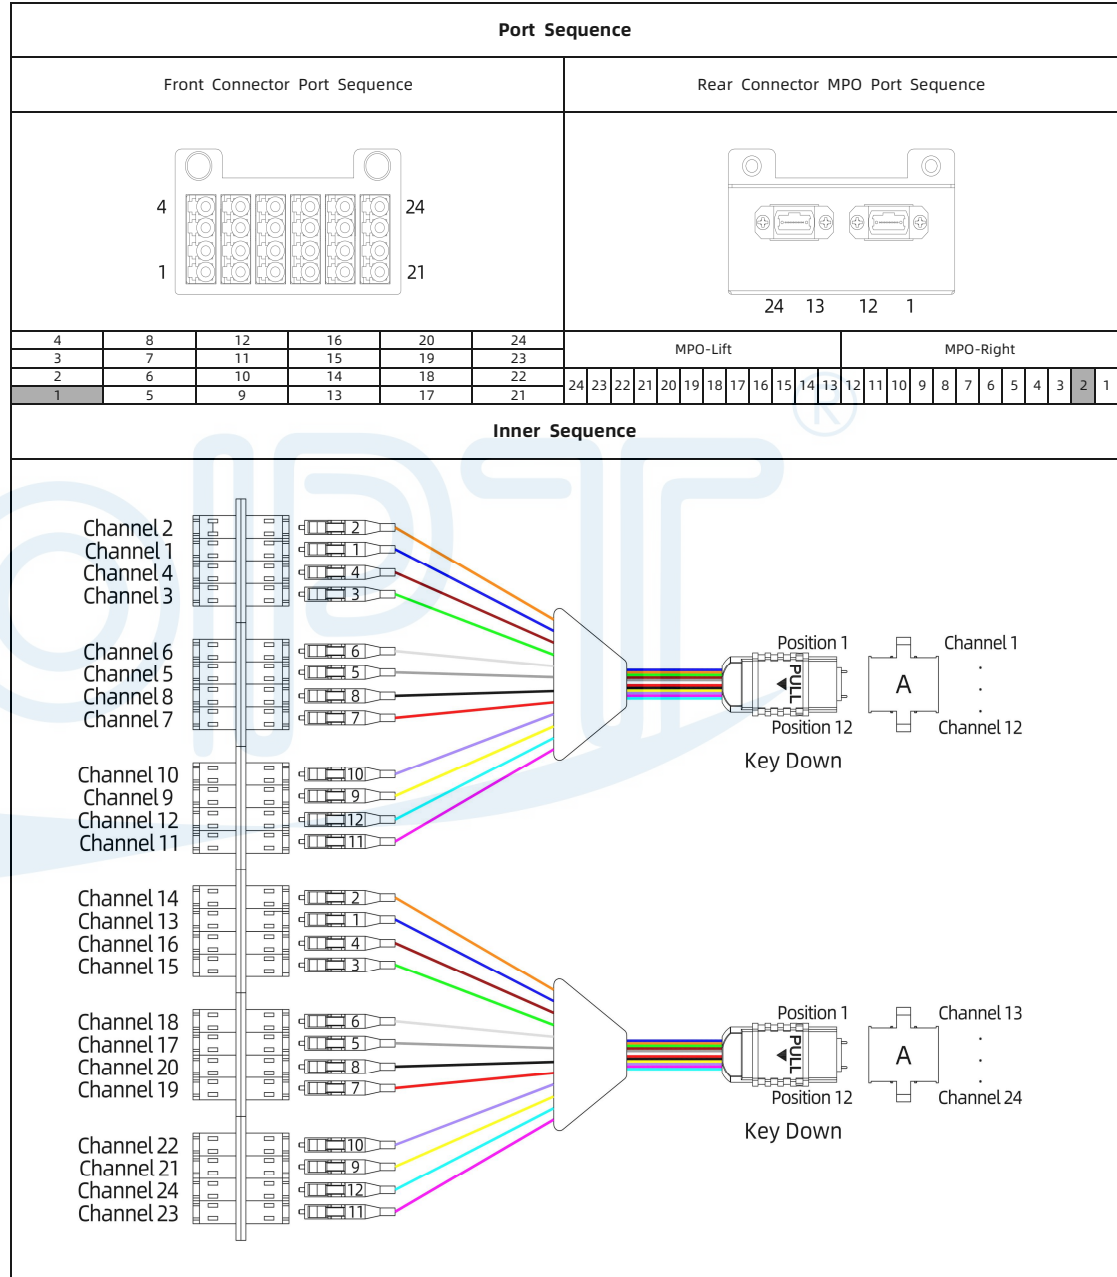 Port Sequence
Front Connector Port Sequence
Rear Connector MPO Port Sequence
4 24
1 21
24 13 12 1
4 8 12 16 20 24
3 7 11 15 19 23
2 6 10 14 18 22
1 5 9 13 17 21
MPO-Lift MPO-Right
24 23 22 21 20 19 18 17 16 15 14 13 12 11 10 9 8 7 6 5 4 3 2 1
Inner Sequence
OPT ®
Channel 2 2
Channel 1 1
Channel 4 4
Channel 3 3
Channel 6 6
Channel 5 5
Channel 8 8
Channel 7 7
Channel 10 10
Channel 9 9
Channel 12 12
Channel 11 11
Position 1
PULL
Position 12
Key Down
A
Channel 1
.
.
.
Channel 12
Channel 14 2
Channel 13 1
Channel 16 4
Channel 15 3
Channel 18 6
Channel 17 5
Channel 20 8
Channel 19 7
Channel 22 10
Channel 21 9
Channel 24 12
Channel 23 11
Position 1
PULL
Position 12
Key Down
A
Channel 13
.
.
.
Channel 24